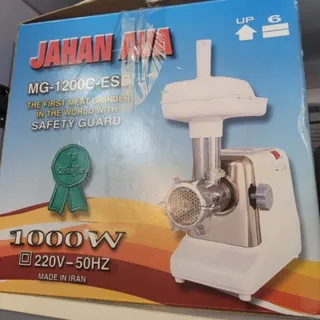 JAHAN AVA
UP 6
MG-1200C-ESE
THE FIRST MEAT GRINDER
IN THE WORLD WITH
SAFETY GUARD
1000W
220V-50HZ
MADE IN IRAN